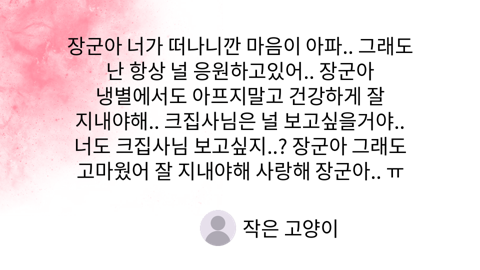 장군아 너가 떠나니깐 마음이 아파.. 그래도
난 항상 널 응원하고있어.. 장군아
냥별에서도 아프지말고 건강하게 잘
지내야해.. 크집사님은 널 보고싶을거야..
너도 크집사님 보고싶지..? 장군아 그래도
고마웠어 잘 지내야해 사랑해 장군아.. ㅠ
작은 고양이